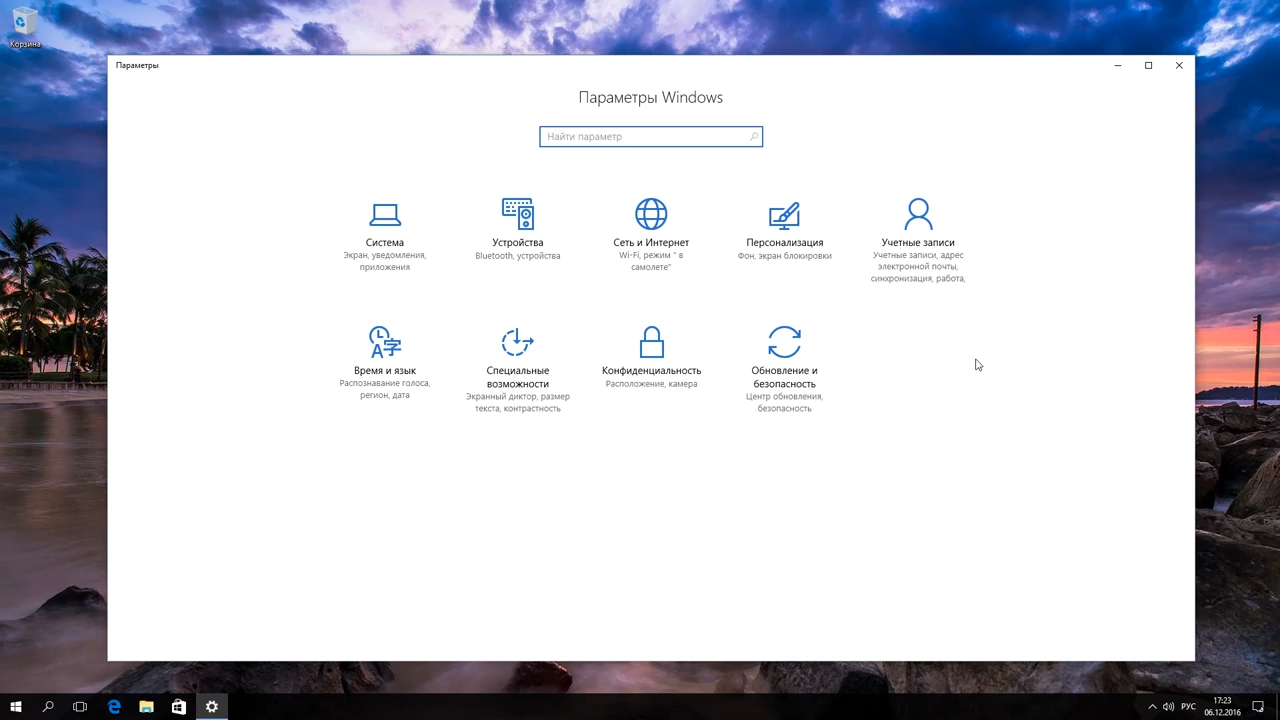 Корзина
Параметры
Параметры Windows
Найти параметр
Система
Экран, уведомления,
приложения
Устройства
Bluetooth, устройства
Сеть и Интернет
Wi-Fi, режим " в
самолете"
Персонализация
Фон, экран блокировки
Учетные записи
Учетные записи, адрес
электронной почты,
синхронизация, работа,
Время и язык
Распознавание голоса,
регион, дата
Специальные
возможности
Экранный диктор, размер
текста, контрастность
Конфиденциальность
Расположение, камера
Обновление и
безопасность
Центр обновления,
безопасность
РУС
17:23
06.12.2016